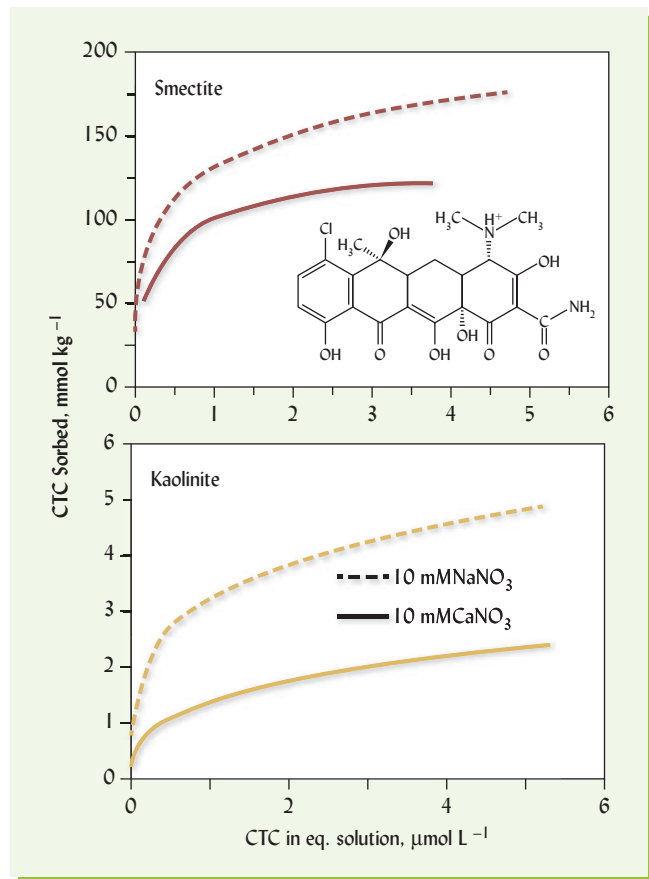 200
Smectite
150
100
50
0
0 1 2 3 4 5 6
Cl
H₃C
OH
H₃C
H⁺
N
CH₃
OH
NH₂
C
OH
O
OH
OH
O
O
CTC Sorbed, mmol kg⁻¹
6
Kaolinite
5
4
3
2
1
0
10 mMNaNO₃
10 mMCaNO₃
0 2 4 6
CTC in eq. solution, μmol L⁻¹